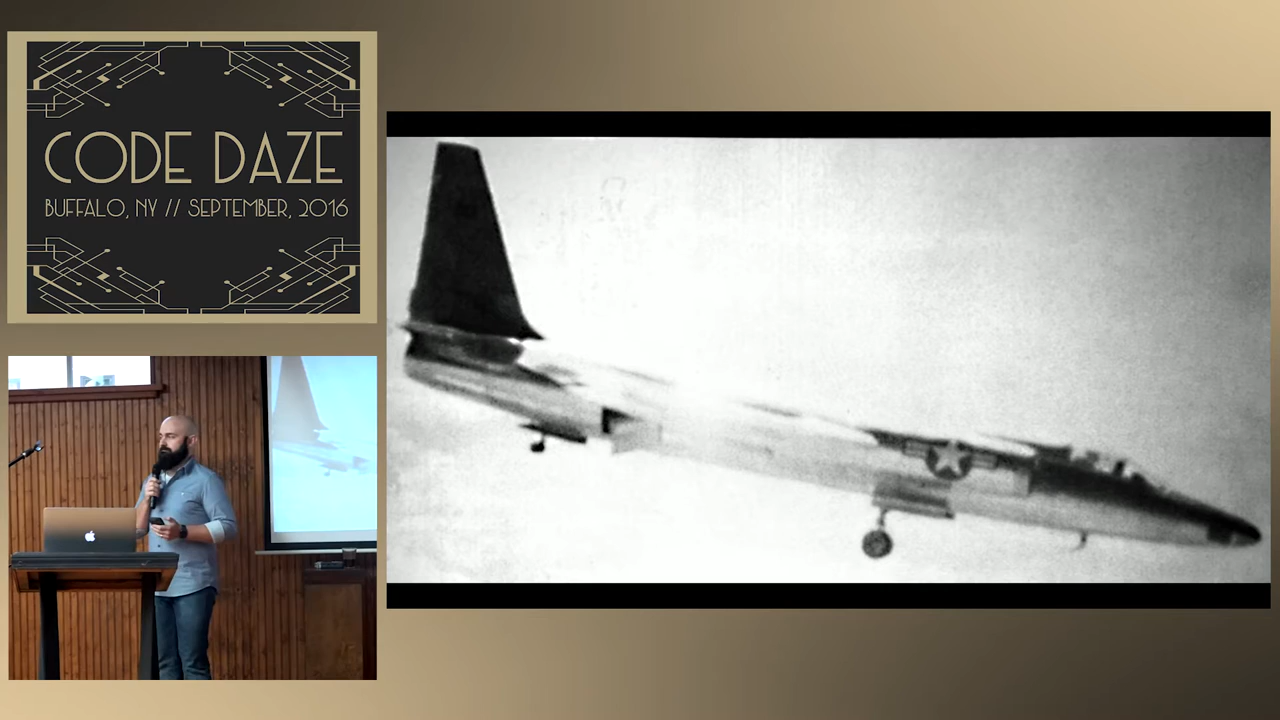 CODE DAZE
BUFFALO, NY // SEPTEMBER, 2016